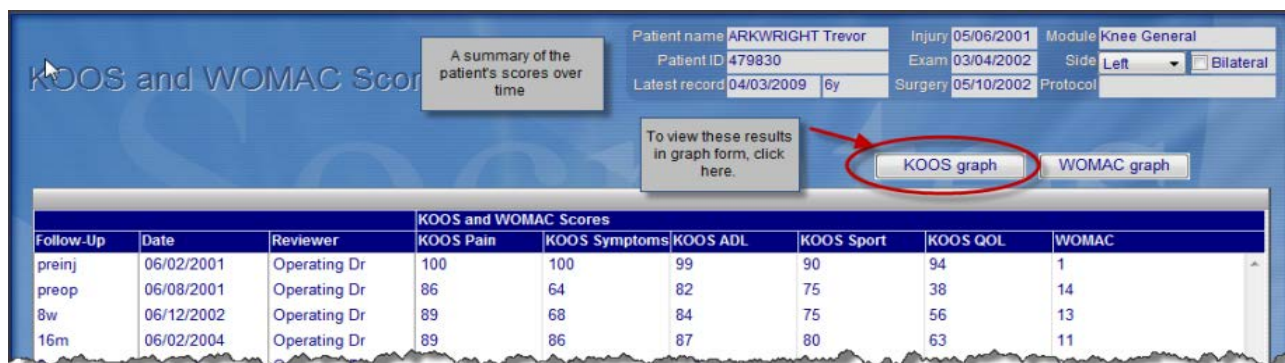 KOOS and WOMAC Scor
A summary of the
patient's scores over
time
Patient name ARKWRIGHT Trevor Injury 05/06/2001 Module Knee General
Patient ID 479830 Exam 03/04/2002 Side Left Bilateral
Latest record 04/03/2009 6y Surgery 05/10/2002 Protocol
To view these results
in graph form, click
here.
KOOS graph WOMAC graph
KOOS and WOMAC Scores
Follow-Up Date Reviewer KOOS Pain KOOS Symptoms KOOS ADL KOOS Sport KOOS QOL WOMAC
preinj 06/02/2001 Operating Dr 100 100 99 90 94 1
preop 06/08/2001 Operating Dr 86 64 82 75 38 14
8w 06/12/2002 Operating Dr 89 68 84 75 56 13
16m 06/02/2004 Operating Dr 89 86 87 80 63 11